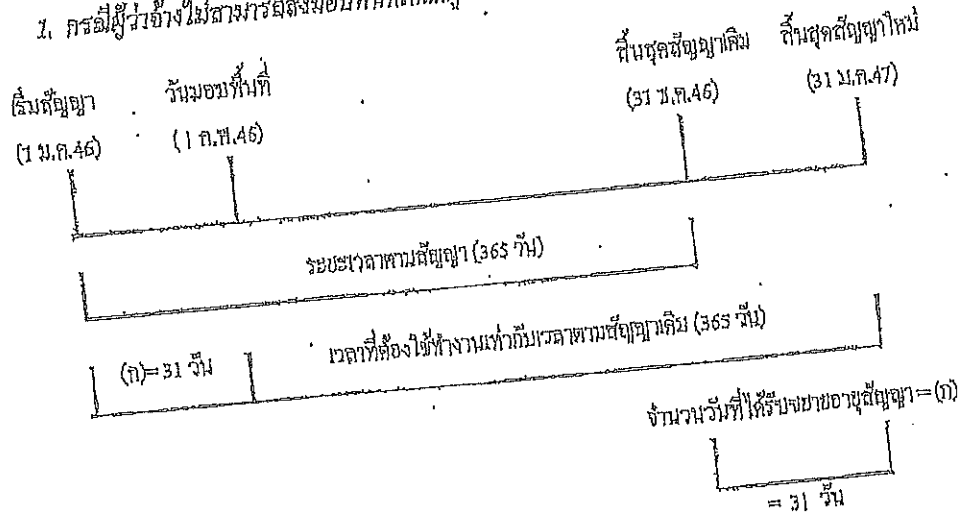 1. กรณีผู้ว่าจ้างไม่สามารถส่งมอบพื้นที่
สิ้นสุดสัญญาเดิม สิ้นสุดสัญญาใหม่
เริ่มสัญญา วันมอบพื้นที่
(31 ธ.ค.46) (31 ม.ค.47)
(1 ม.ค.46) (1 ก.พ.46)
ระยะเวลาตามสัญญา (365 วัน)
(ก)=31 วัน เวลาที่ต้องใช้ทำงานเท่ากับเวลาตามสัญญาเดิม (365 วัน)
จำนวนวันที่ได้รับขยายอายุสัญญา=(ก)
= 31 วัน